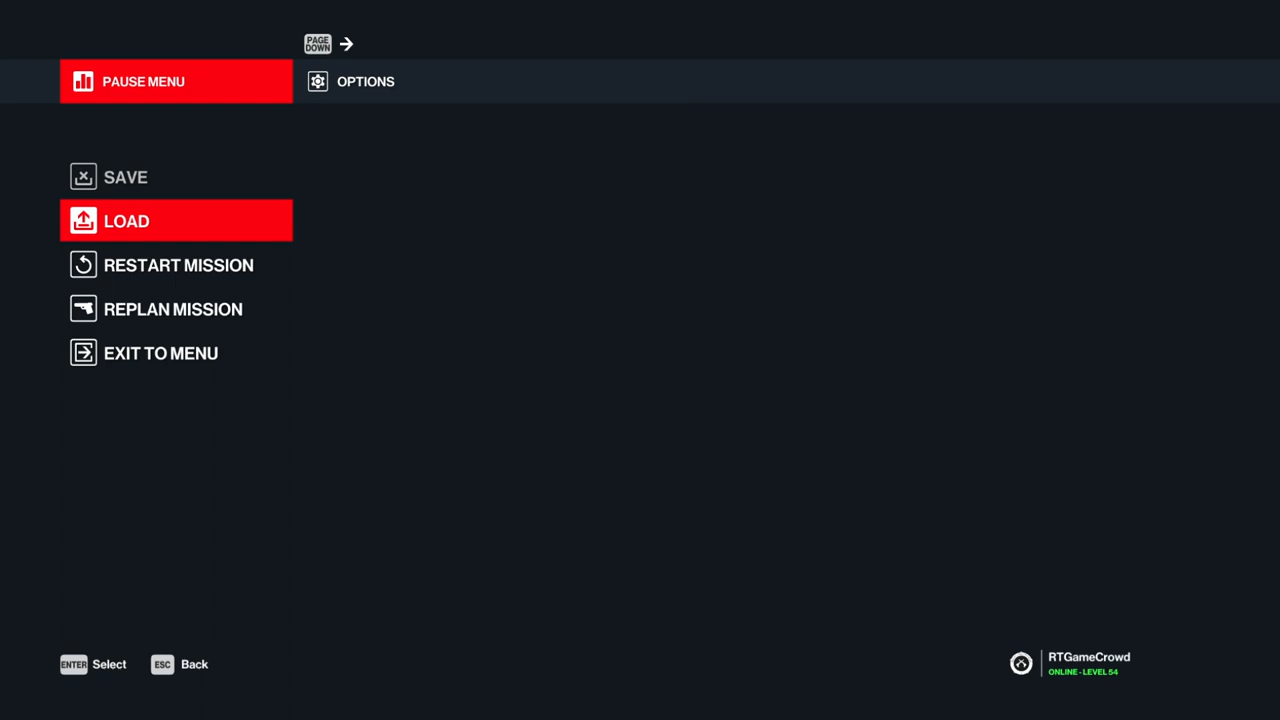 PAGE
DOWN
PAUSE MENU
OPTIONS
SAVE
LOAD
RESTART MISSION
REPLAN MISSION
EXIT TO MENU
ENTER Select
ESC Back
RTGameCrowd
ONLINE - LEVEL 54